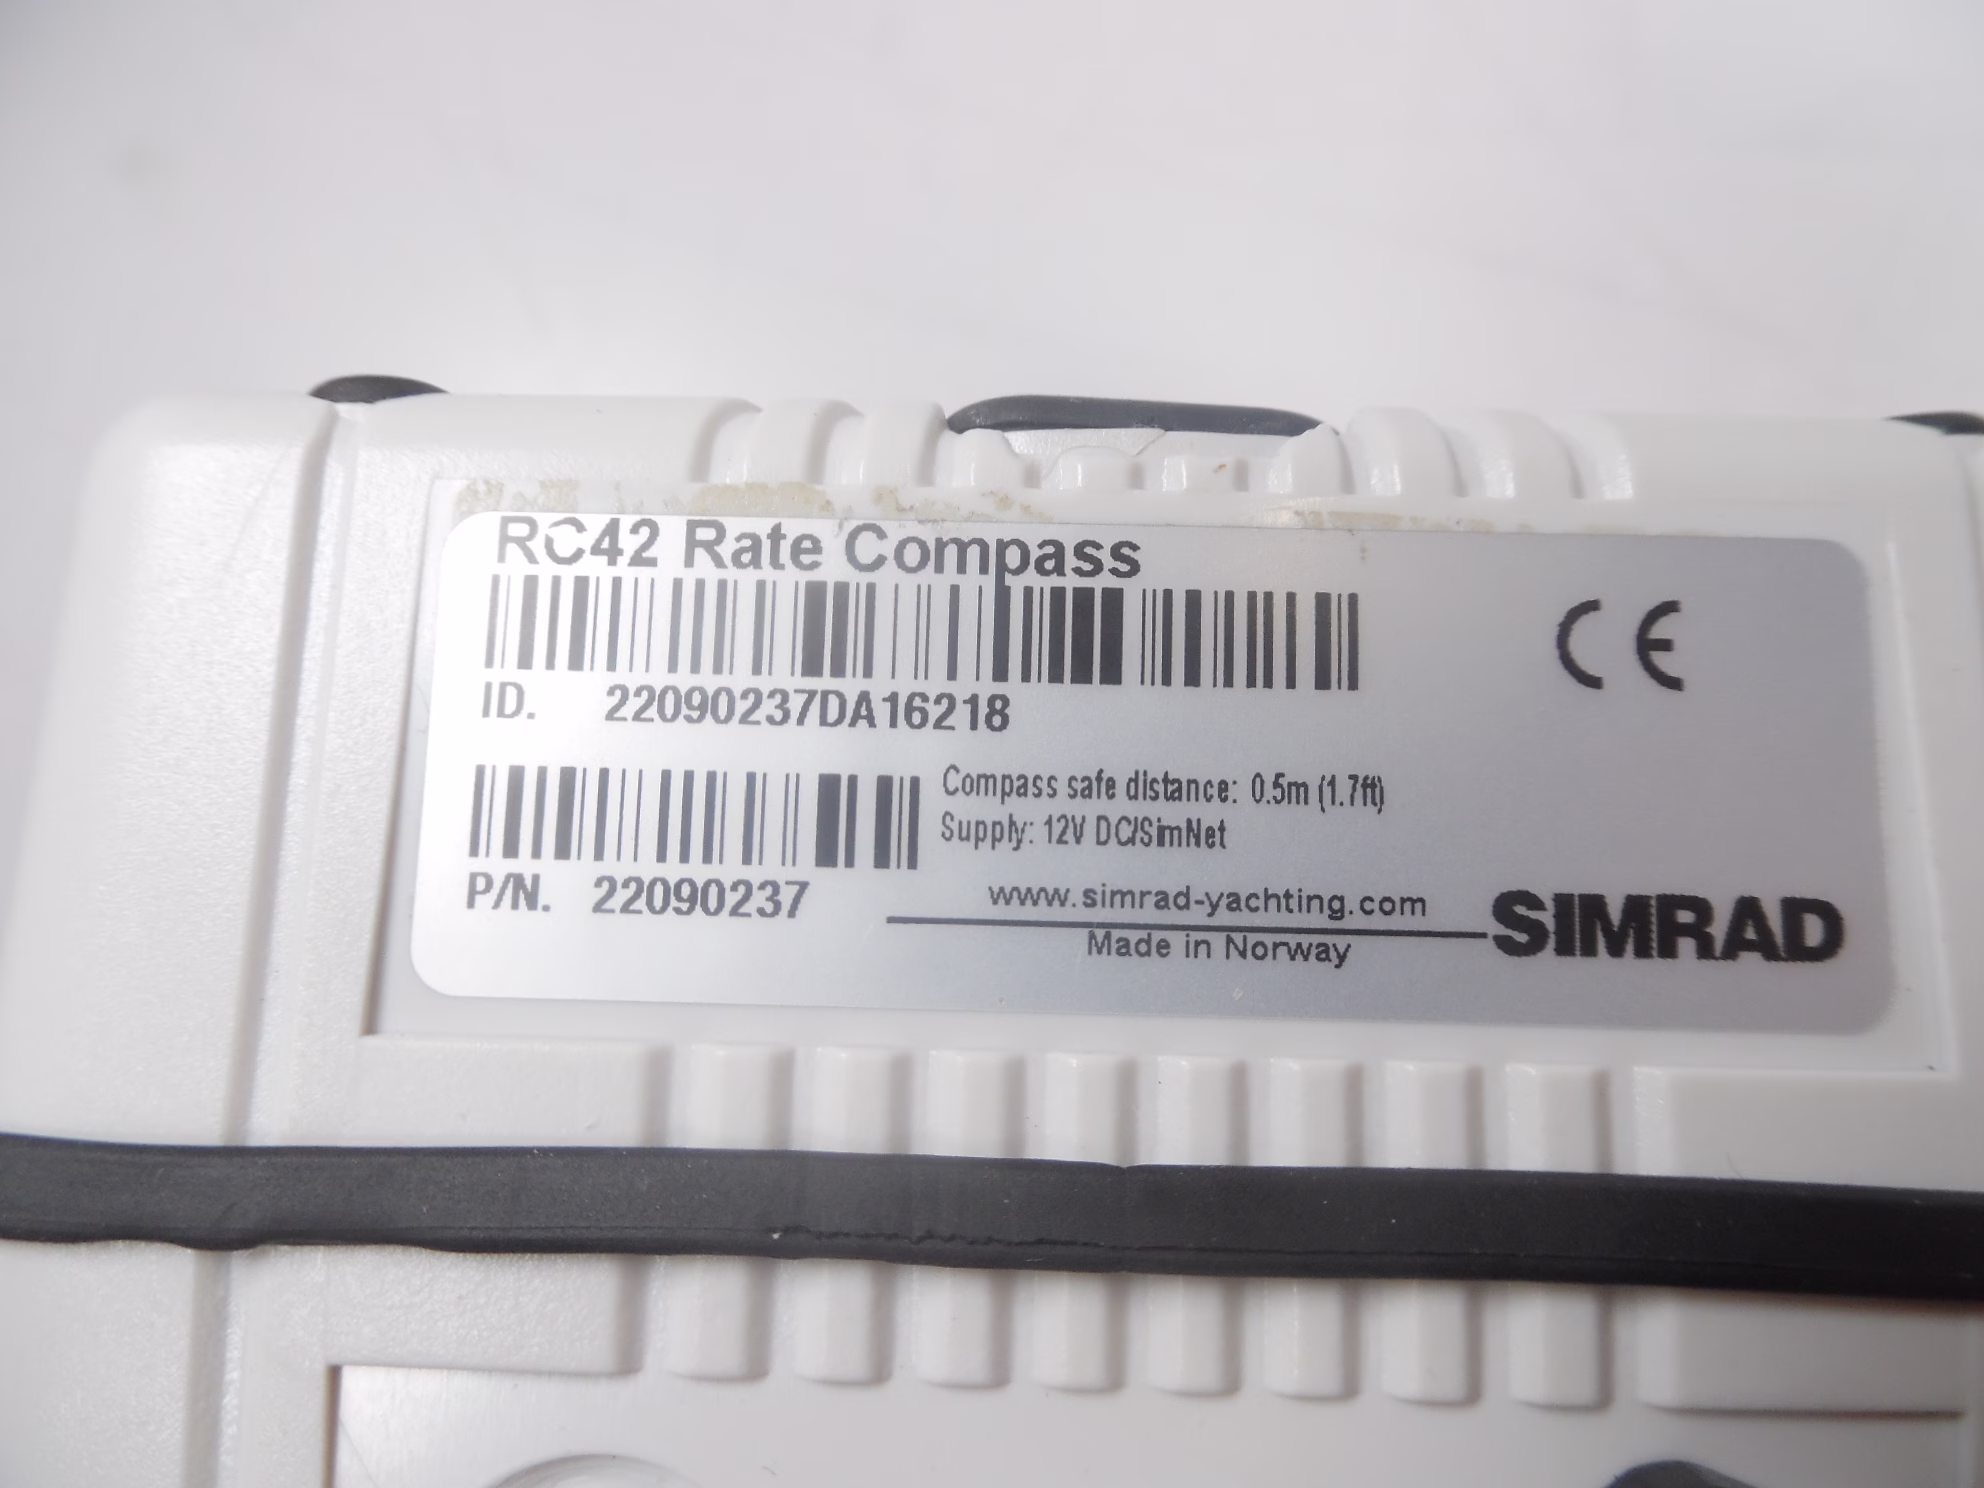 RC42 Rate Compass
CE
ID. 22090237DA16218
Compass safe distance: 0.5m (1.7ft)
Supply: 12V DC/SimNet
P/N. 22090237
www.simrad-yachting.com
Made in Norway
SIMRAD